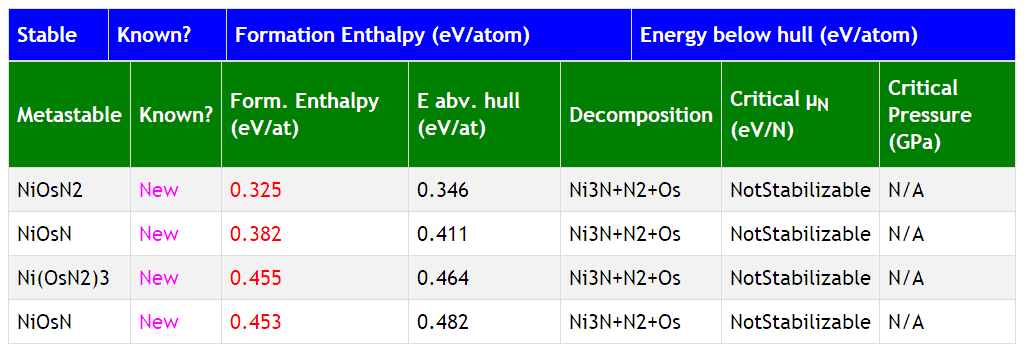 Stable Known? Formation Enthalpy (eV/atom) Energy below hull (eV/atom)
Metastable Known? Form. Enthalpy (eV/at) E abv. hull (eV/at) Decomposition Critical μN (eV/N) Critical Pressure (GPa)
NiOsN2 New 0.325 0.346 Ni3N+N2+Os NotStabilizable N/A
NiOsN New 0.382 0.411 Ni3N+N2+Os NotStabilizable N/A
Ni(OsN2)3 New 0.455 0.464 Ni3N+N2+Os NotStabilizable N/A
NiOsN New 0.453 0.482 Ni3N+N2+Os NotStabilizable N/A